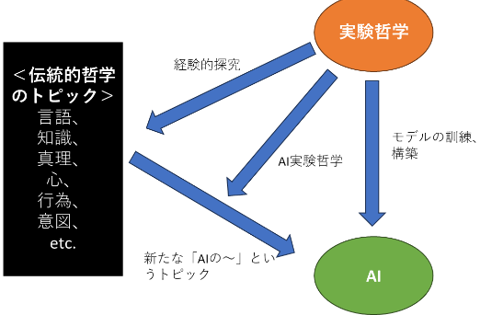 実験哲学
＜伝統的哲学
のトピック＞
言語、
知識、
真理、
心、
行為、
意図、
etc.
経験的探究
AI実験哲学
モデルの訓練、
構築
新たな「AIの～」とい
うトピック
AI